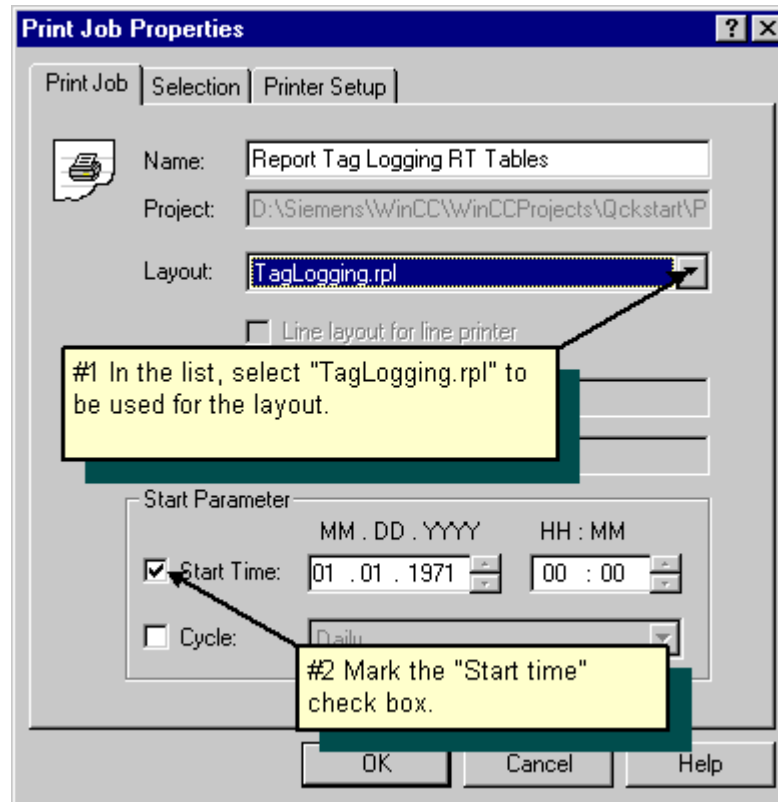 Print Job Properties
Print Job Selection Printer Setup
Name: Report Tag Logging RT Tables
Project: D:\Siemens\WinCC\WinCCProjects\Qckstart\P
Layout: TagLogging.rpl
Line layout for line printer
#1 In the list, select "TagLogging.rpl" to
be used for the layout.
Start Parameter
MM . DD . YYYY HH : MM
Start Time: 01 .01 . 1971 00 : 00
Cycle: Daily
#2 Mark the "Start time"
check box.
OK Cancel Help